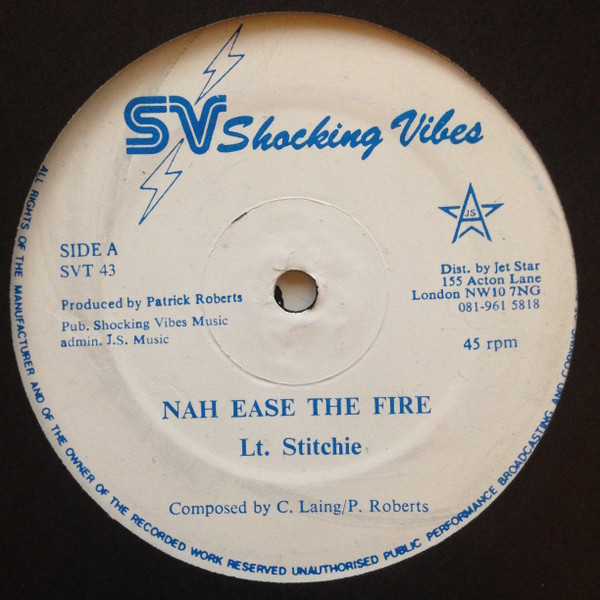 SV Shocking Vibes
JS
SIDE A
SVT 43
Produced by Patrick Roberts
Pub. Shocking Vibes Music
admin. J.S. Music
Dist. by Jet Star
155 Acton Lane
London NW10 7NG
081-961 5818
45 rpm
NAH EASE THE FIRE
Lt. Stitchie
Composed by C. Laing/P. Roberts
ALL RIGHTS OF THE MANUFACTURER AND OF THE OWNER OF THE RECORDED WORK RESERVED UNAUTHORISED PUBLIC PERFORMANCE BROADCASTING AND COPYING OF